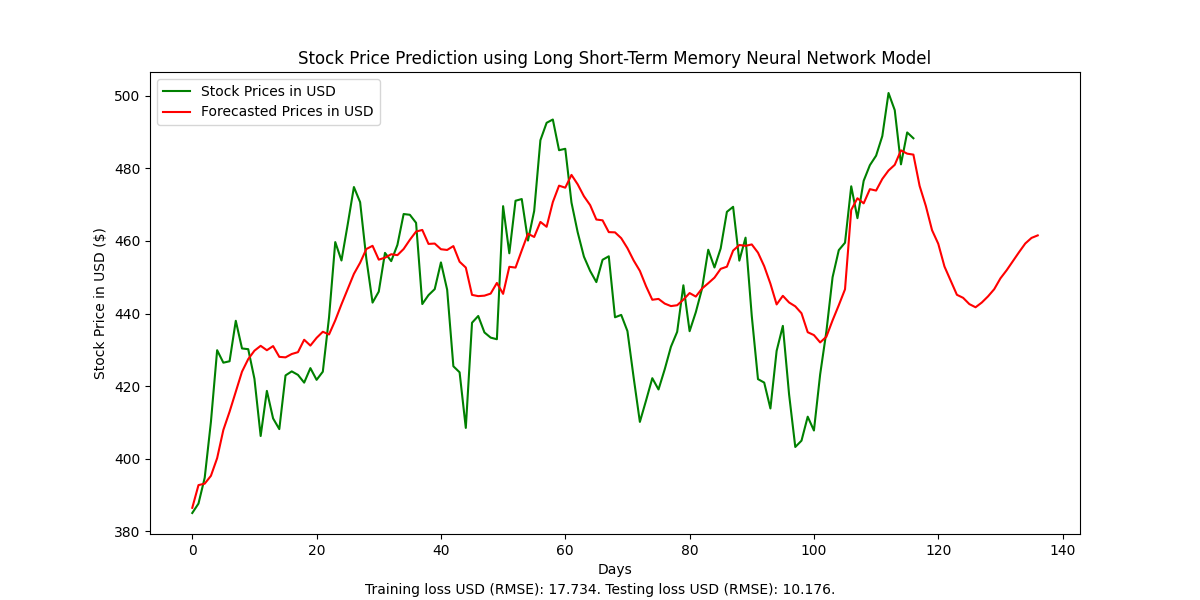 Stock Price Prediction using Long Short-Term Memory Neural Network Model
Stock Prices in USD
Forecasted Prices in USD
Stock Price in USD ($)
500
480
460
440
420
400
380
0 20 40 60 80 100 120 140
Days
Training loss USD (RMSE): 17.734. Testing loss USD (RMSE): 10.176.